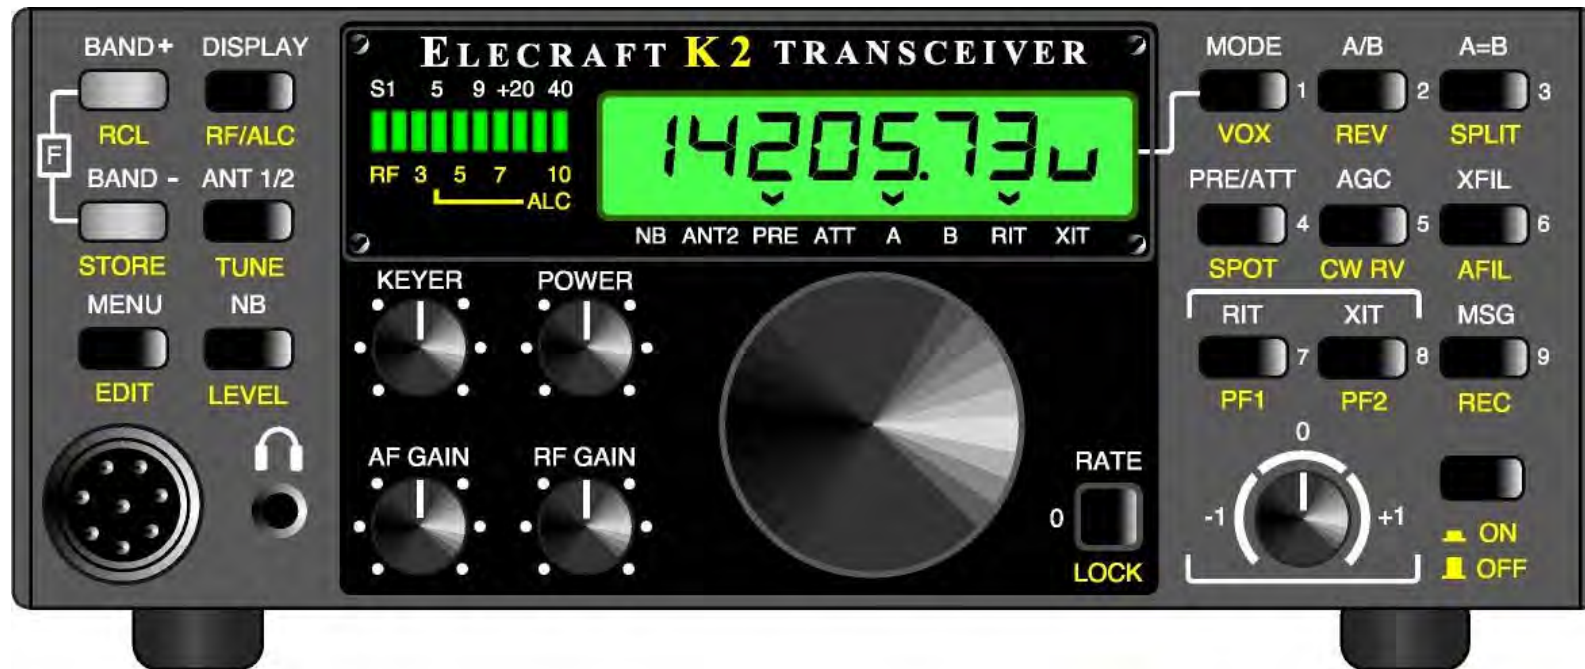 ELECRAFT K2 TRANSCEIVER
BAND+ DISPLAY
RCL RF/ALC
F
BAND - ANT 1/2
STORE TUNE
MENU NB
EDIT LEVEL
S1 5 9 +20 40
RF 3 5 7 10
ALC
14205.73u
NB ANT2 PRE ATT A B RIT XIT
KEYER POWER
AF GAIN RF GAIN
RATE
0
LOCK
MODE A/B A=B
1 2 3
VOX REV SPLIT
PRE/ATT AGC XFIL
4 5 6
SPOT CW RV AFIL
RIT XIT MSG
7 8 9
PF1 PF2 REC
0
-1 +1
ON
OFF